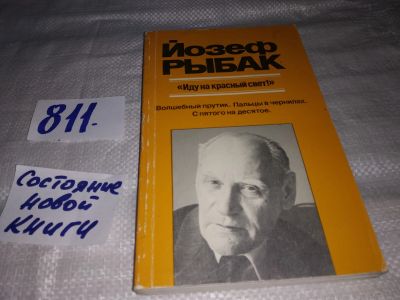 Йозеф
РЫБАК
«Иду на красный свет!»
Волшебный прутик. Пальцы в чернилах.
С пятого на десятое.
811.
Состояние
новой
книги